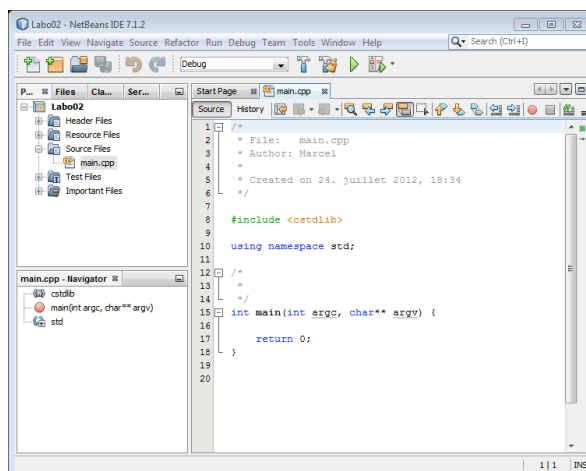 Labo02 - NetBeans IDE 7.1.2
File Edit View Navigate Source Refactor Run Debug Team Tools Window Help
Search (Ctrl+I)
Debug
P... Files Cla... Ser...
Labo02
Header Files
Resource Files
Source Files
main.cpp
Test Files
Important Files
main.cpp - Navigator
cstdlib
main(int argc, char** argv)
std
Start Page main.cpp
Source History
1 /*
2 * File: main.cpp
3 * Author: Marcel
4 *
5 * Created on 24. juillet 2012, 18:34
6 */
7
8 #include <cstdlib>
9
10 using namespace std;
11
12 /*
13 *
14 */
15 int main(int argc, char** argv) {
16
17 return 0;
18 }
19
20
1 | 1 INS